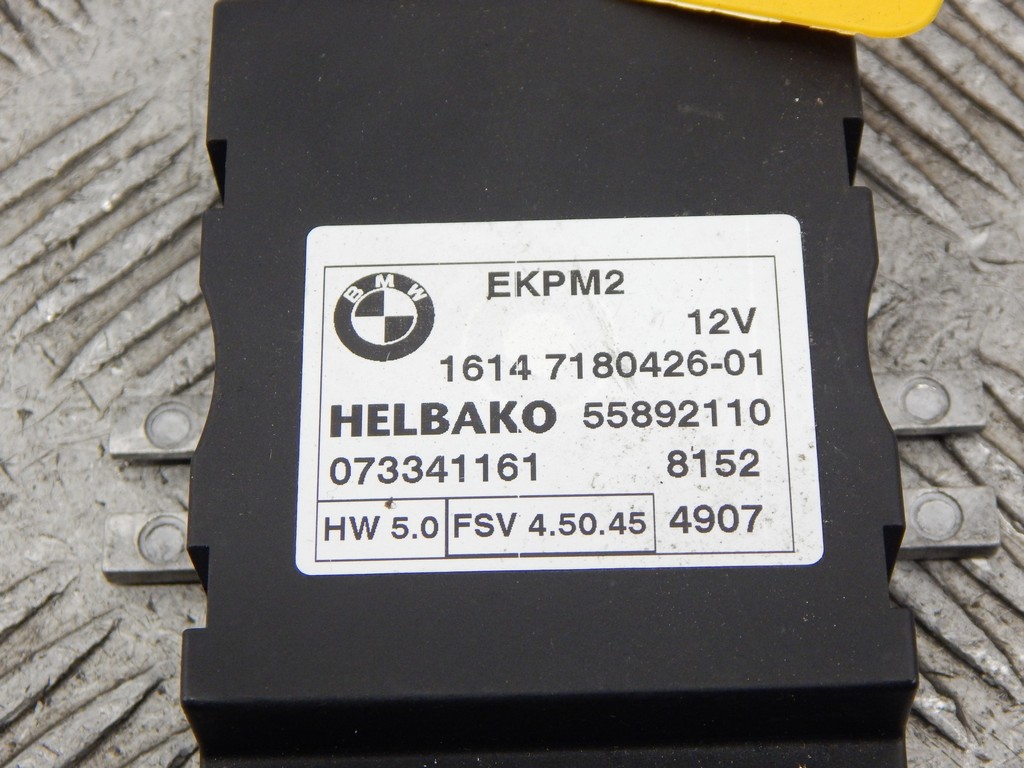 BMW
EKPM2
12V
1614 7180426-01
HELBAKO 55892110
073341161 8152
HW 5.0 FSV 4.50.45 4907